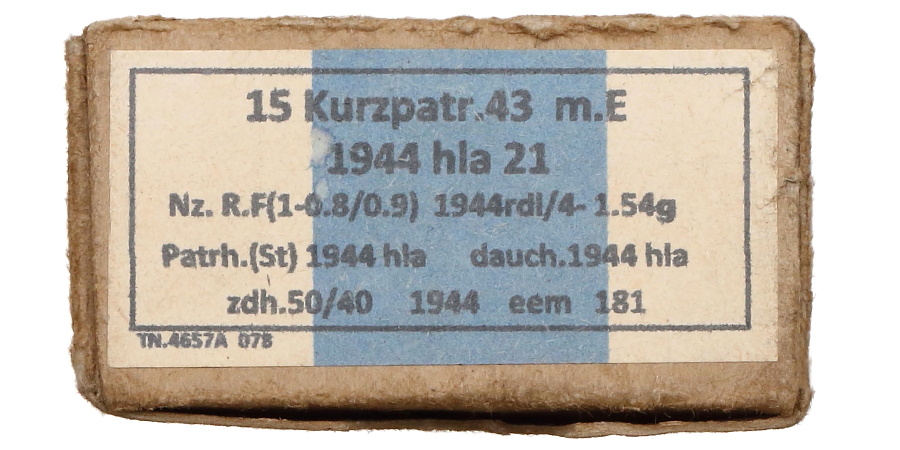 15 Kurzpatr.43 m.E
1944 hla 21
Nz. R.F(1-0.8/0.9) 1944rdl/4- 1.54g
Patrh.(St) 1944 hla dauch.1944 hla
zdh.50/40 1944 eem 181
TN.4657A 078